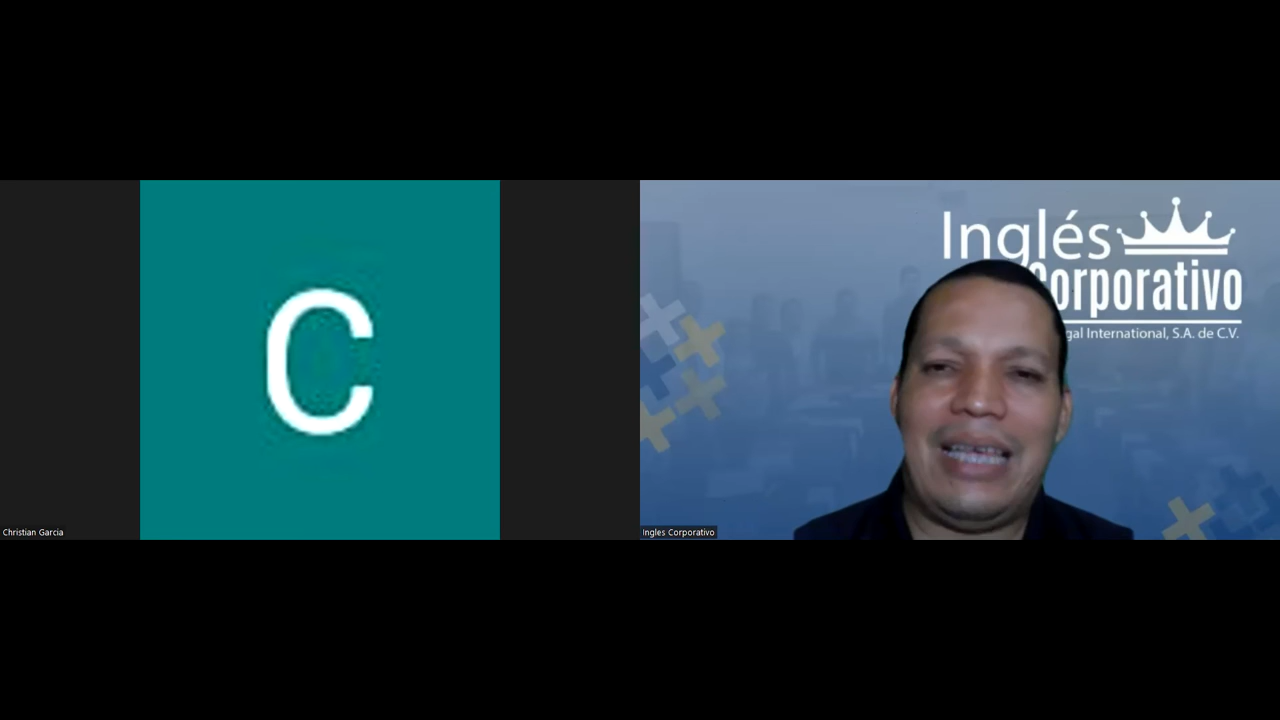 C
Christian Garcia
Inglés
Corporativo
gal International, S.A. de C.V.
Ingles Corporativo